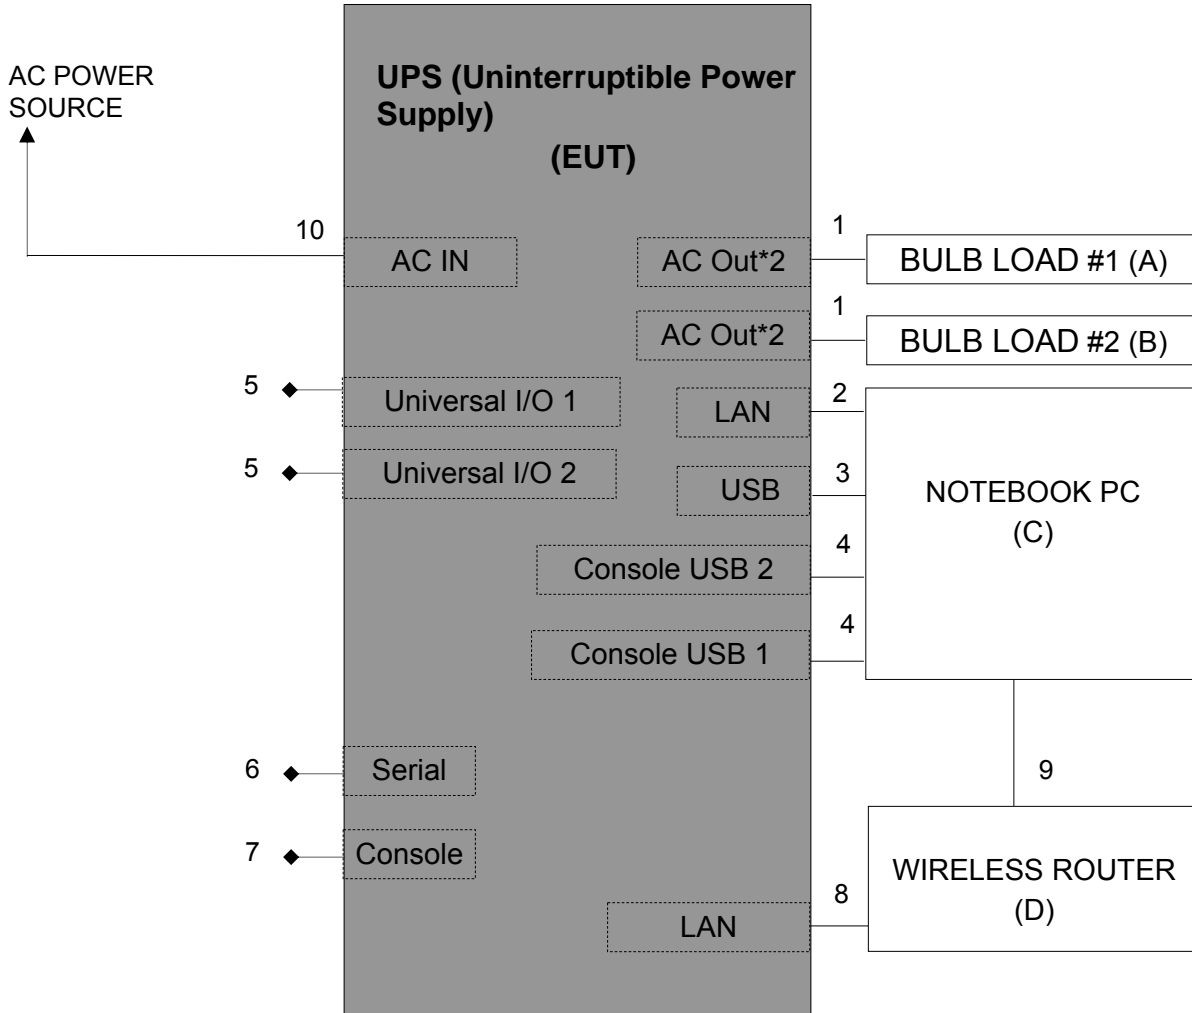 AC POWER
SOURCE
UPS (Uninterruptible Power
Supply)
(EUT)
10
AC IN
AC Out*2
1
BULB LOAD #1 (A)
AC Out*2
1
BULB LOAD #2 (B)
5
Universal I/O 1
LAN
2
5
Universal I/O 2
USB
3
NOTEBOOK PC
(C)
Console USB 2
4
Console USB 1
4
6
Serial
9
7
Console
WIRELESS ROUTER
(D)
LAN
8